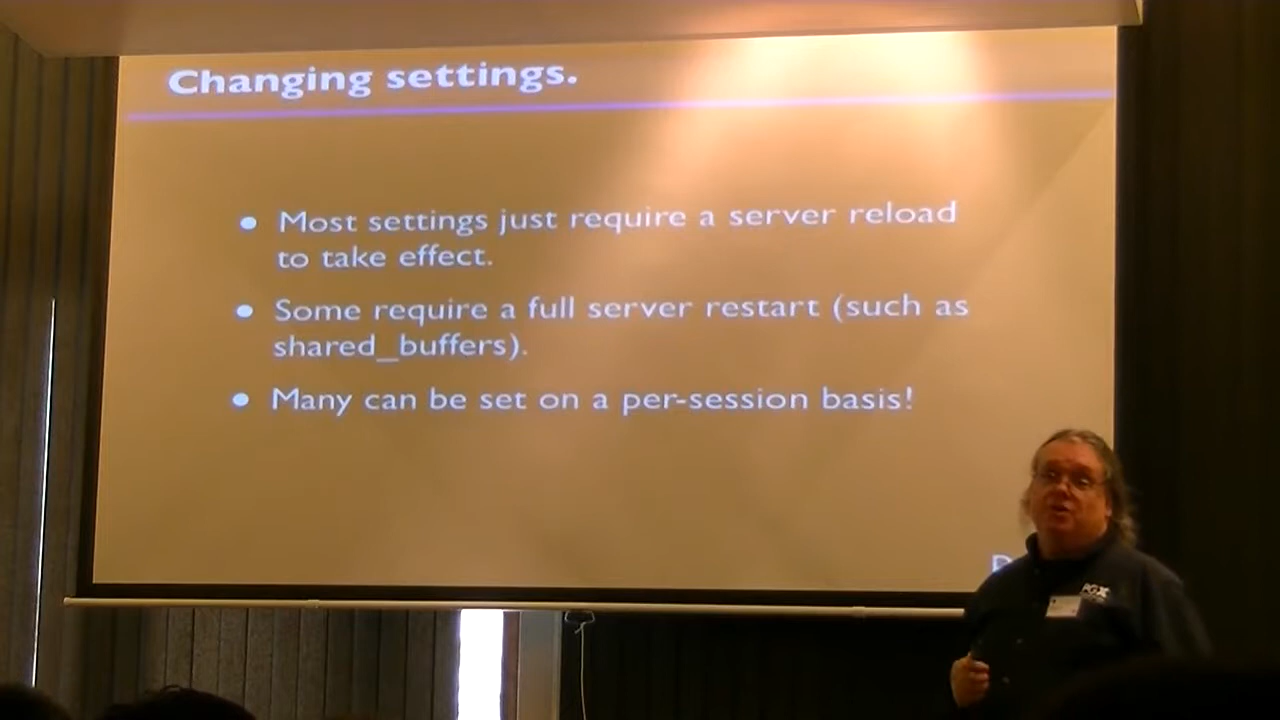 Changing settings.
• Most settings just require a server reload
to take effect.
• Some require a full server restart (such as
shared_buffers).
• Many can be set on a per-session basis!
PGX